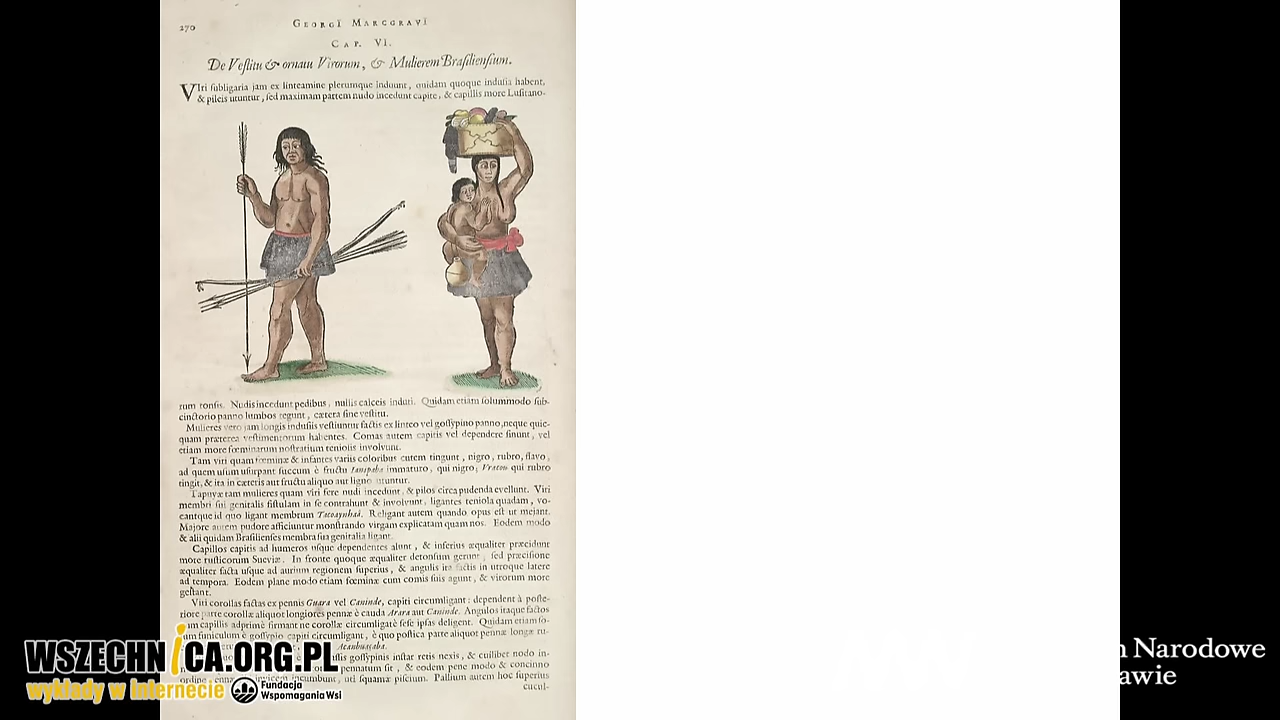 270
GEORGI MARCGRAVI
CAP. VI.
De Vestitu & ornatu Virorum, & Mulierem Brasiliensium.
VIri subligaria jam ex linteamine plerumque induunt, quidam quoque indusia habent,
& pileis utuntur, sed maximam partem nudo incedunt capite, & capillis more Lusitano-
rum tonsis. Nudis incedunt pedibus, nullis calceis induti. Quidam etiam solummodo sub-
cinctorio panno lumbos tegunt, cætera sine vestitu.
Mulieres vero jam longis indusiis vestiuntur factis ex linteo vel gossypino panno, neque quic-
quam præterea vestimentorum habentes. Comas autem capitis vel dependere sinunt, vel
etiam more fœminarum nostratium teniolis involvunt.
Tam viri quam fœminæ & infantes variis coloribus cutem tingunt, nigro, rubro, flavo,
ad quem usum usurpant succum è fructu Ianipaba immaturo, qui nigro; Vrucu qui rubro
tingit, & ita in cæteris aut fructu aliquo aut ligno utuntur.
Tapuyæ tam mulieres quam viri fere nudi incedunt, & pilos circa pudenda evellunt. Viri
membri sui genitalis fistulam in se contrahunt & involvunt, ligantes teniola quadam, vo-
cantque id quo ligant membrum Tacoaynhaá. Religant autem quando opus est ut mejant.
Majore autem pudore afficiuntur monstrando virgam explicatam quam nos. Eodem modo
& alii quidam Brasilienses membra sua genitalia ligant.
Capillos capitis ad humeros usque dependentes alunt, & inferius æqualiter præcidunt
more rusticorum Sueviæ. In fronte quoque æqualiter detonsum gerunt, sed præcisione
æqualiter facta usque ad aurium regionem superius, & angulis ita factis in utroque latere
ad tempora. Eodem plane modo etiam fœminæ cum comis suis agunt, & virorum more
gestant.
Viri corollas factas ex pennis Guara vel Caninde, capiti circumligant: dependent à poste-
riore parte corollæ aliquot longiores pennæ è cauda Arara aut Caninde. Angulos itaque factos
um capillis adprimè firmant ne corollæ circumligatæ sese ipsas deligent. Quidam etiam so-
um funiculum è gossypio capiti circumligant, è quo postica parte aliquot pennæ longæ ru-
Acanbuaçaba.
gossypinis instar retis nexis, & cuilibet nodo in-
pennatum sit, & eodem pene modo & concinno
ordine, incumbunt, uti squamæ piscium. Pallium autem hoc superius
cucul-
WSZECHNICA.ORG.PL
wykłady w internecie
Fundacja
Wspomagania Wsi
n Narodowe
awie